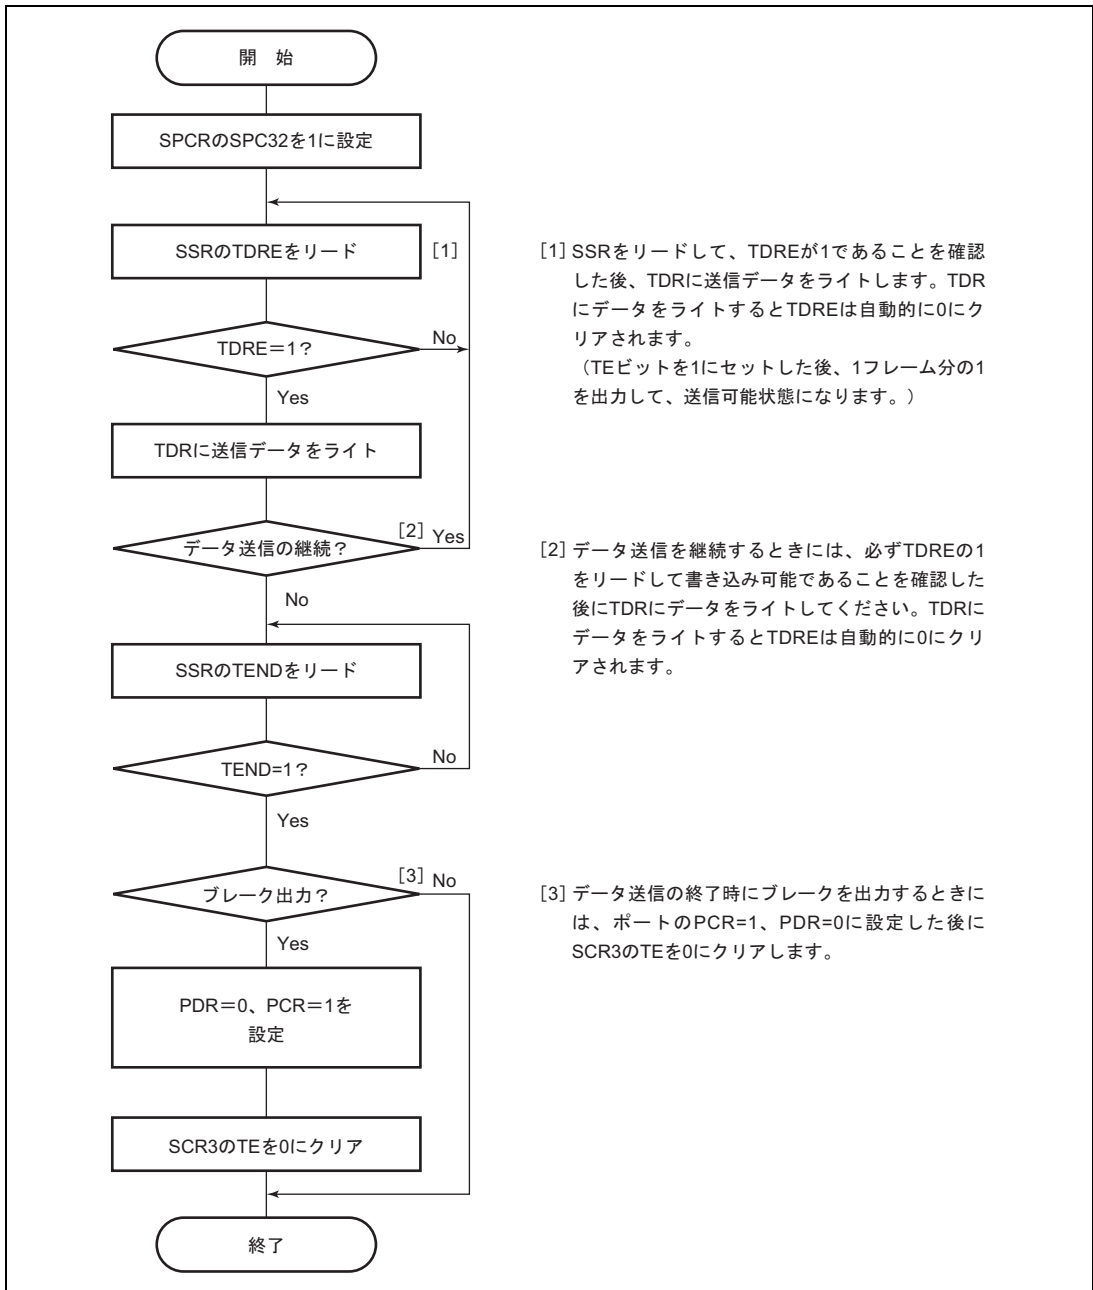 開 始
SPCRのSPC32を1に設定
SSRのTDREをリード
[1]
TDRE＝1？
No
Yes
TDRに送信データをライト
データ送信の継続？
[2]
Yes
No
SSRのTENDをリード
TEND=1？
No
Yes
ブレーク出力？
[3]
No
Yes
PDR＝0、PCR＝1を
設定
SCR3のTEを0にクリア
終了
[1] SSRをリードして、TDREが1であることを確認
した後、TDRに送信データをライトします。TDR
にデータをライトするとTDREは自動的に0にク
リアされます。
（TEビットを1にセットした後、1フレーム分の1
を出力して、送信可能状態になります。）
[2] データ送信を継続するときには、必ずTDREの1
をリードして書き込み可能であることを確認した
後にTDRにデータをライトしてください。TDRに
データをライトするとTDREは自動的に0にクリ
アされます。
[3] データ送信の終了時にブレークを出力するときに
は、ポートのPCR=1、PDR=0に設定した後に
SCR3のTEを0にクリアします。